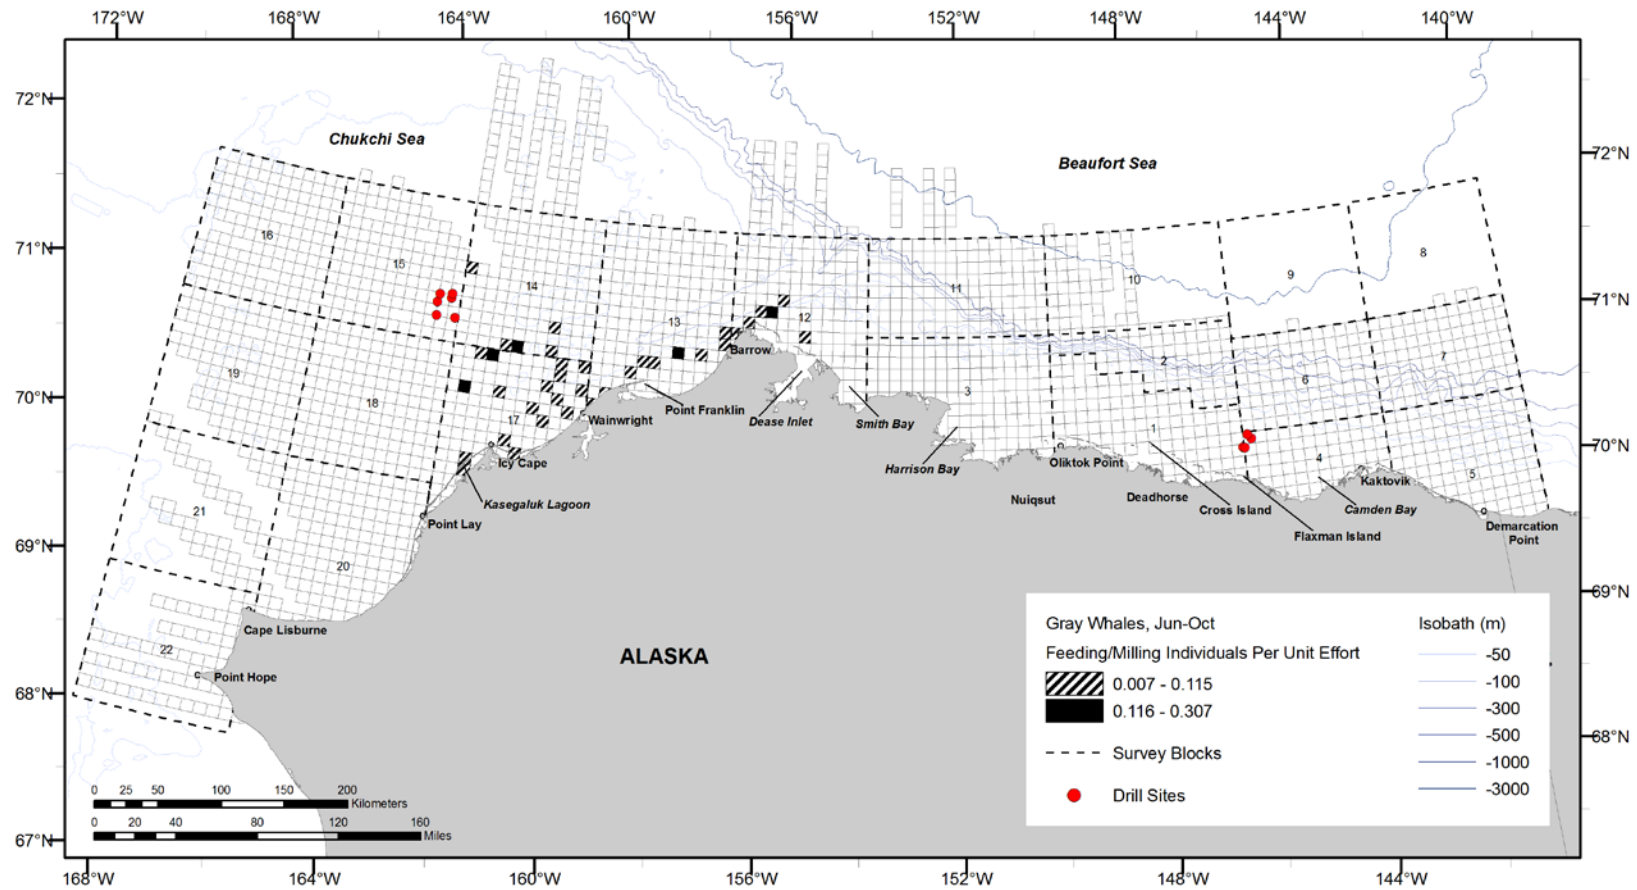 172°W 168°W 164°W 160°W 156°W 152°W 148°W 144°W 140°W
72°N
Chukchi Sea
Beaufort Sea
72°N
16
15
14
13
12
11
10
9
8
71°N
71°N
19
18
17
3
2
1
6
7
4
5
70°N
70°N
Barrow
Wainwright
Point Franklin
Dease Inlet
Smith Bay
Harrison Bay
Oliktok Point
Nuiqsut
Deadhorse
Cross Island
Flaxman Island
Camden Bay
Kaktovik
Demarcation
Point
Icy Cape
Kasegaluk Lagoon
Point Lay
21
20
22
69°N
69°N
Cape Lisburne
Point Hope
ALASKA
68°N
68°N
67°N
Gray Whales, Jun-Oct
Feeding/Milling Individuals Per Unit Effort
0.007 - 0.115
0.116 - 0.307
Survey Blocks
Drill Sites
Isobath (m)
-50
-100
-300
-500
-1000
-3000
0 25 50 100 150 200
Kilometers
0 20 40 80 120 160
Miles
168°W 164°W 160°W 156°W 152°W 148°W 144°W